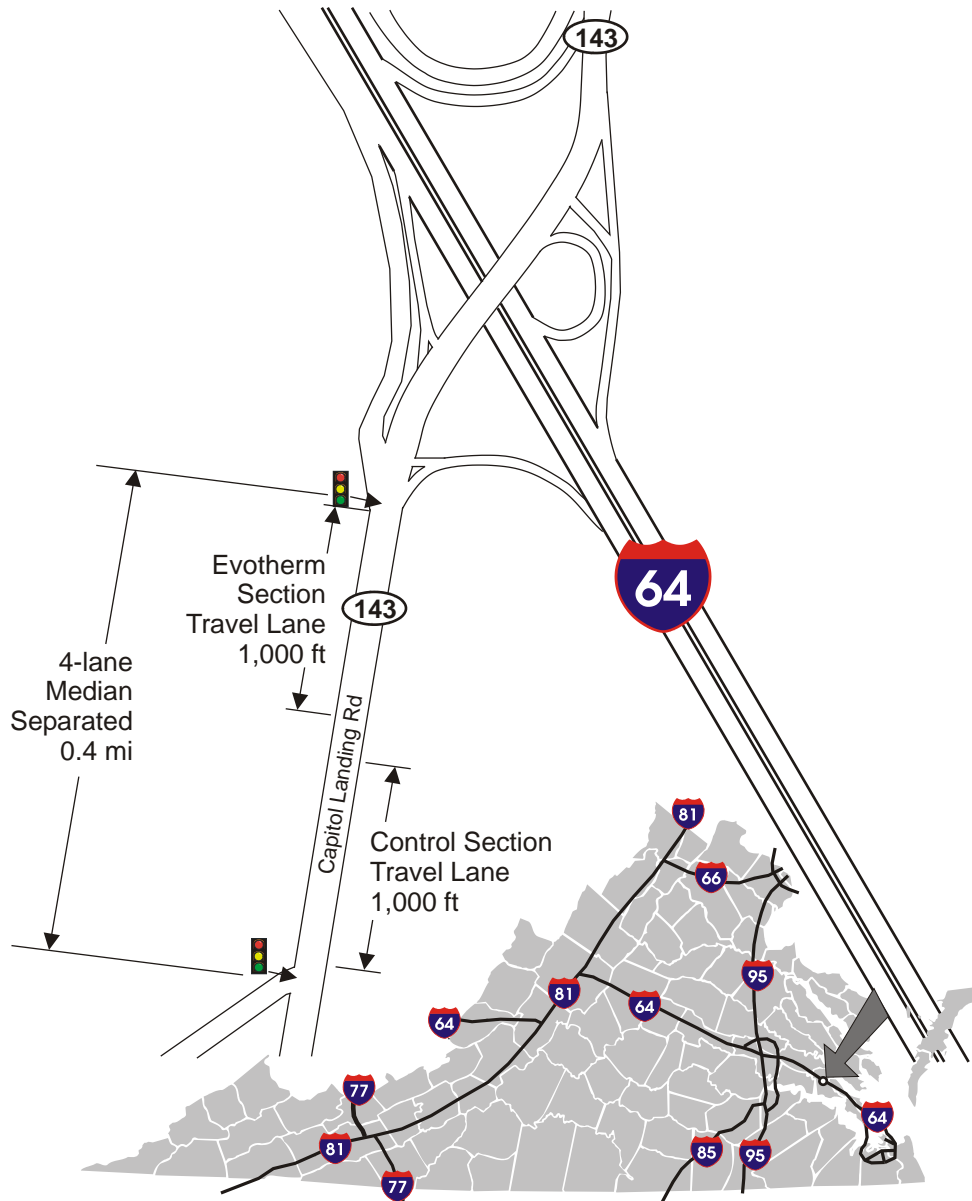 143
Evotherm
Section
Travel Lane
1,000 ft
64
143
4-lane
Median
Separated
0.4 mi
Capitol Landing Rd
Control Section
Travel Lane
1,000 ft
81
66
95
81
64
64
77
64
81
85
95
77